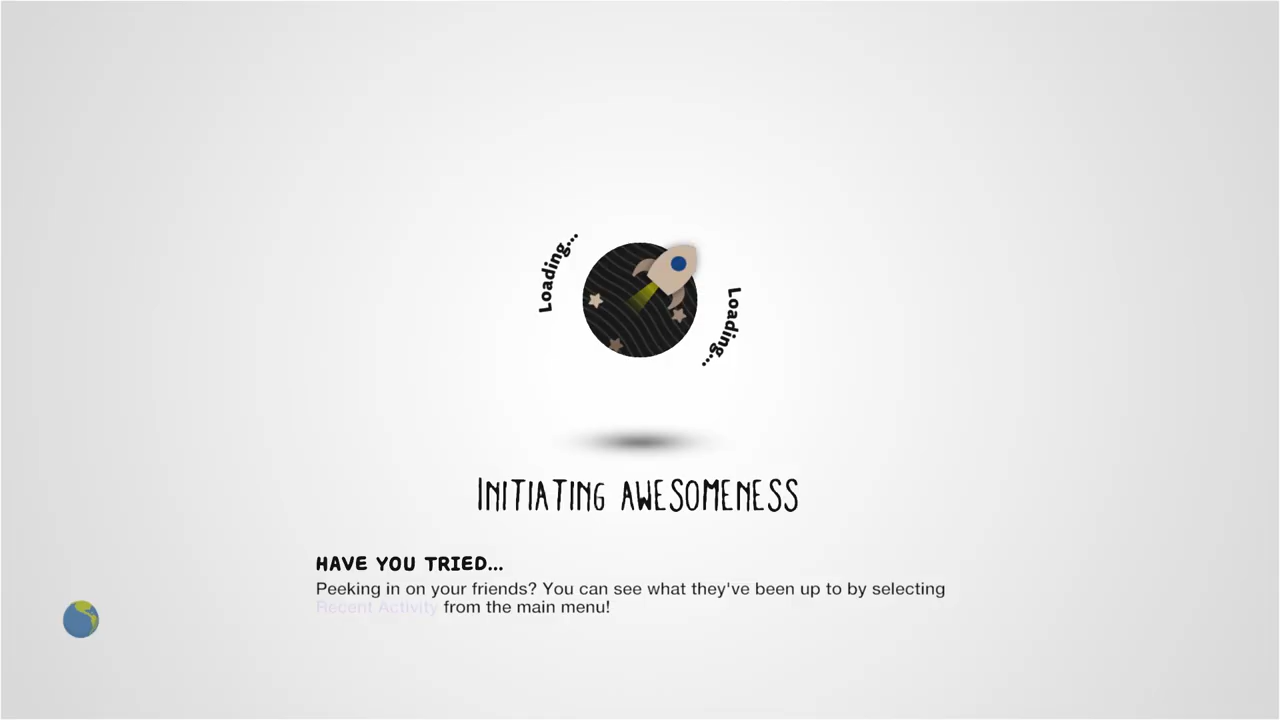 Loading...
Loading...
INITIATING AWESOMENESS
HAVE YOU TRIED...
Peeking in on your friends? You can see what they've been up to by selecting
Recent Activity from the main menu!